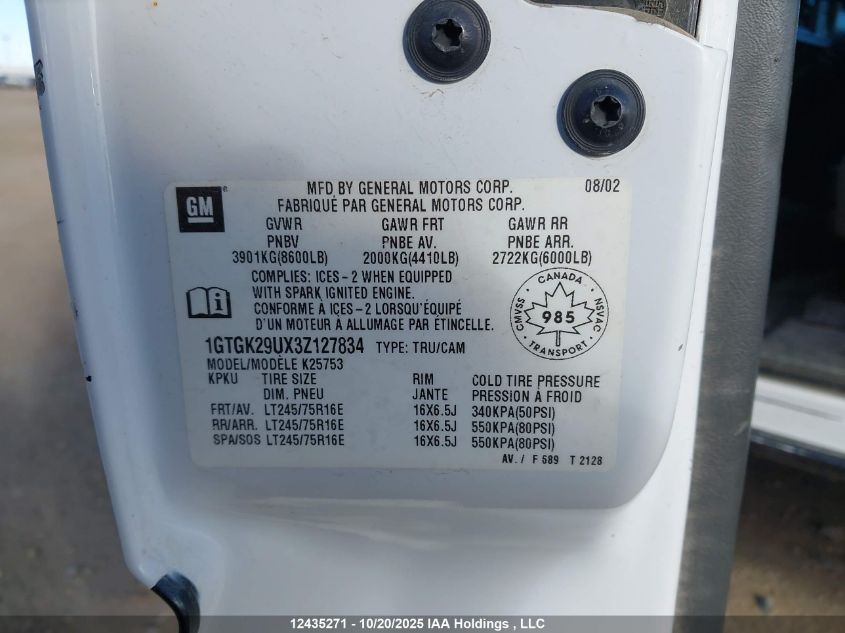 MFD BY GENERAL MOTORS CORP. 08/02
FABRIQUÉ PAR GENERAL MOTORS CORP.
GM ®
GVWR GAWR FRT GAWR RR
PNBV PNBE AV. PNBE ARR.
3901KG(8600LB) 2000KG(4410LB) 2722KG(6000LB)
COMPLIES: ICES-2 WHEN EQUIPPED
WITH SPARK IGNITED ENGINE.
CONFORME À ICES-2 LORSQU'ÉQUIPÉ
D'UN MOTEUR À ALLUMAGE PAR ÉTINCELLE.
CANADA
CMVSS 985 NSVAC
TRANSPORT
1GTGK29UX3Z127834 TYPE: TRU/CAM
MODEL/MODÈLE K25753
KPKU TIRE SIZE RIM COLD TIRE PRESSURE
DIM. PNEU JANTE PRESSION À FROID
FRT/AV. LT245/75R16E 16X6.5J 340KPA(50PSI)
RR/ARR. LT245/75R16E 16X6.5J 550KPA(80PSI)
SPA/SOS LT245/75R16E 16X6.5J 550KPA(80PSI)
AV. / F 689 T 2128
12435271 - 10/20/2025 IAA Holdings , LLC